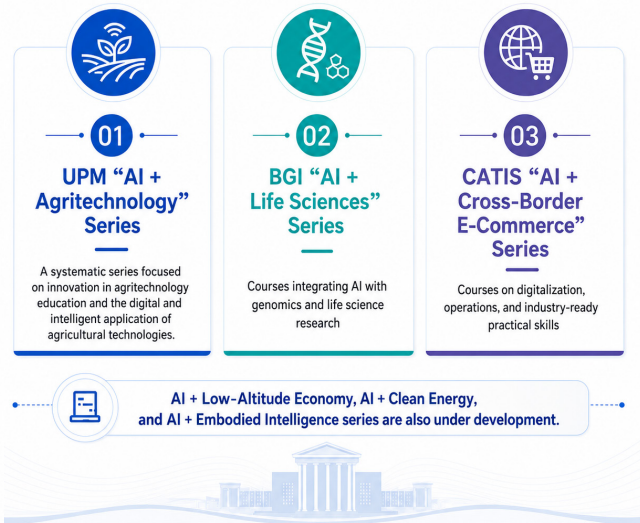 01
UPM “AI +
Agritechnology”
Series
A systematic series focused
on innovation in agritechnology
education and the digital and
intelligent application of
agricultural technologies.
02
BGI “AI +
Life Sciences”
Series
Courses integrating AI with
genomics and life science
research
03
CATIS “AI +
Cross-Border
E-Commerce”
Series
Courses on digitalization,
operations, and industry-ready
practical skills
AI + Low-Altitude Economy, AI + Clean Energy,
and AI + Embodied Intelligence series are also under development.